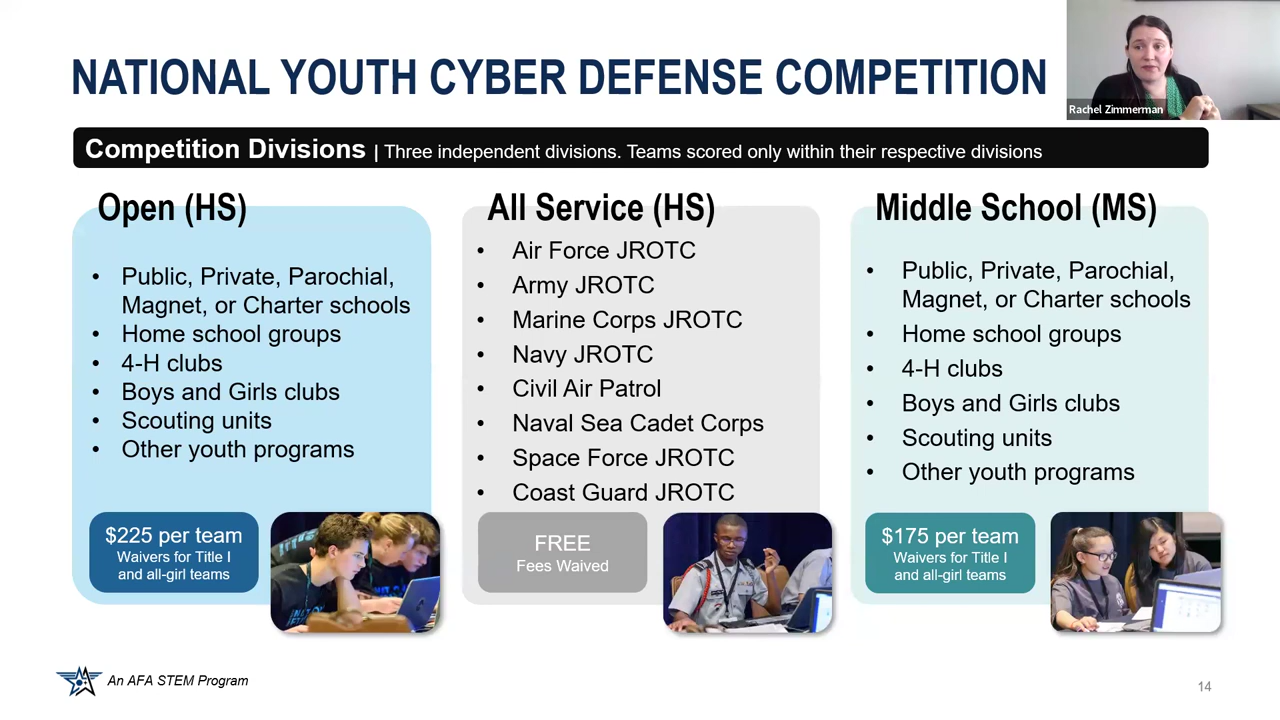 NATIONAL YOUTH CYBER DEFENSE COMPETITION
Rachel Zimmerman
Competition Divisions | Three independent divisions. Teams scored only within their respective divisions
Open (HS)
• Public, Private, Parochial,
Magnet, or Charter schools
• Home school groups
• 4-H clubs
• Boys and Girls clubs
• Scouting units
• Other youth programs
$225 per team
Waivers for Title I
and all-girl teams
All Service (HS)
• Air Force JROTC
• Army JROTC
• Marine Corps JROTC
• Navy JROTC
• Civil Air Patrol
• Naval Sea Cadet Corps
• Space Force JROTC
• Coast Guard JROTC
FREE
Fees Waived
Middle School (MS)
• Public, Private, Parochial,
Magnet, or Charter schools
• Home school groups
• 4-H clubs
• Boys and Girls clubs
• Scouting units
• Other youth programs
$175 per team
Waivers for Title I
and all-girl teams
An AFA STEM Program
14